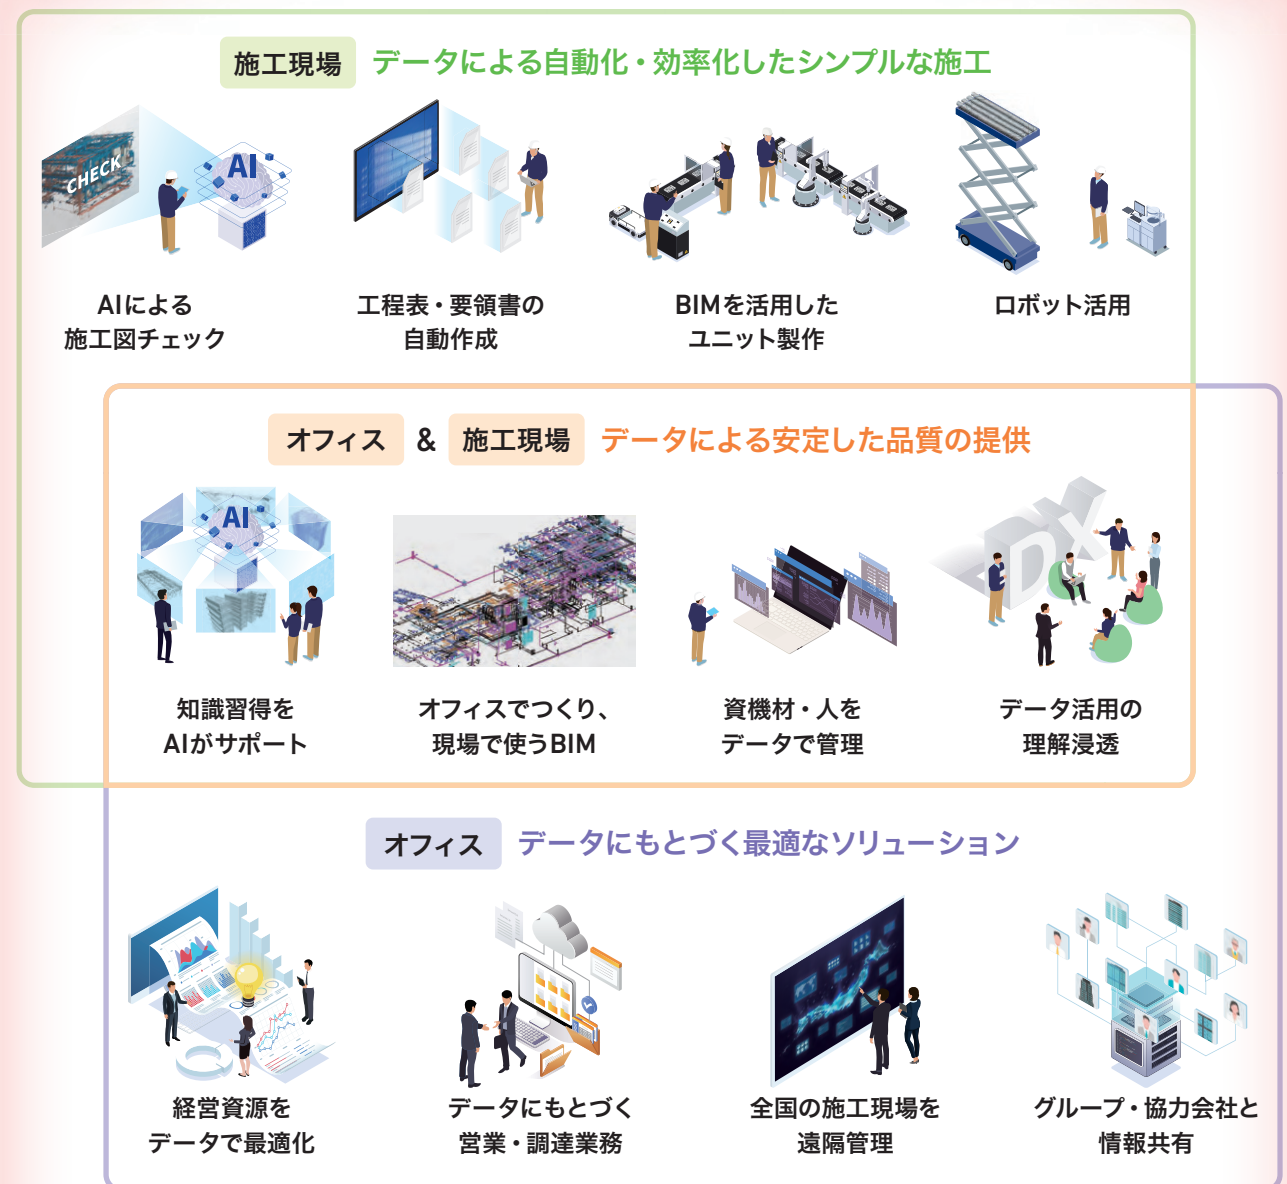 施工現場 データによる自動化・効率化したシンプルな施工
CHECK
AI
AIによる
施工図チェック
工程表・要領書の
自動作成
BIMを活用した
ユニット製作
ロボット活用
オフィス & 施工現場 データによる安定した品質の提供
AI
DX
知識習得を
AIがサポート
オフィスでつくり、
現場で使うBIM
資機材・人を
データで管理
データ活用の
理解浸透
オフィス データにもとづく最適なソリューション
経営資源を
データで最適化
データにもとづく
営業・調達業務
全国の施工現場を
遠隔管理
グループ・協力会社と
情報共有